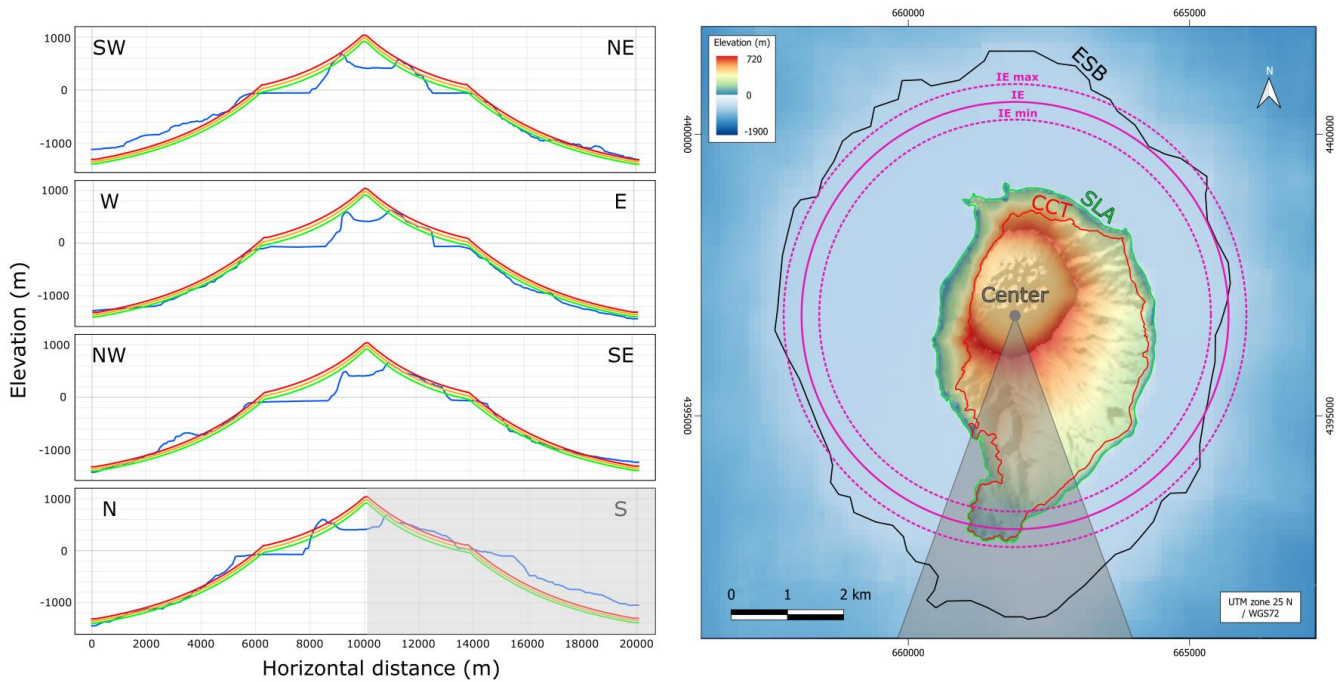 SW
NE
1000
0
-1000
W
E
1000
0
-1000
NW
SE
1000
0
-1000
N
S
1000
0
-1000
0
2000
4000
6000
8000
10000
12000
14000
16000
18000
20000
Elevation (m)
Horizontal distance (m)
660000
665000
Elevation (m)
720
0
-1900
ESB
IE max
IE
IE min
N
4400000
4400000
CCT
SLA
Center
4395000
4395000
0
1
2 km
UTM zone 25 N
/ WGS72
660000
665000